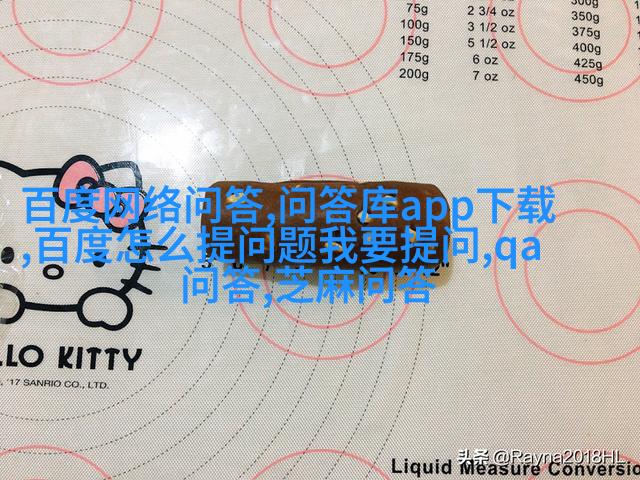 300g
75g 2 3/4 oz 350g
100g 3 1/2 oz 375g
150g 5 1/2 oz 400g
175g 6 oz 425g
200g 7 oz 450g
百度网络问答,问答库app下载
,百度怎么提问题我要提问,qa
问答,芝麻问答
LLO KITTY
'17 SANRIO CO., LTD.
头条 @Rayna2018HL
Liquid Measure Conversio